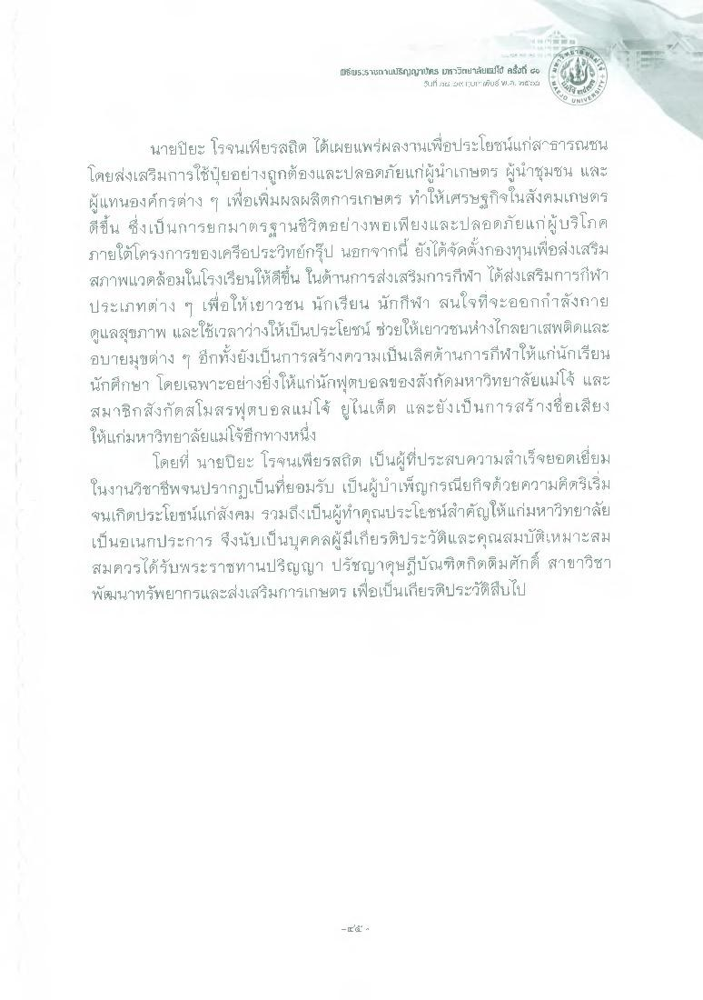 พิธีพระราชทานปริญญาบัตร มหาวิทยาลัยแม่โจ้ ครั้งที่
วันที่ กุมภาพันธ์ พ.ศ.
มหาวิทยาลัยแม่โจ้
MAEJO UNIVERSITY
นายปิยะ โรจนเพียรสถิต ได้เผยแพร่ผลงานเพื่อประโยชน์แก่สาธารณชน
โดยส่งเสริมการใช้ปุ๋ยอย่างถูกต้องและปลอดภัยแก่ผู้นำเกษตร ผู้นำชุมชน และ
ผู้แทนองค์กรต่าง ๆ เพื่อเพิ่มผลผลิตการเกษตร ทำให้เศรษฐกิจในสังคมเกษตร
ดีขึ้น ซึ่งเป็นการยกมาตรฐานชีวิตอย่างพอเพียงและปลอดภัยแก่ผู้บริโภค
ภายใต้โครงการของเครือประวิทย์กรุ๊ป นอกจากนี้ ยังได้จัดตั้งกองทุนเพื่อส่งเสริม
สภาพแวดล้อมในโรงเรียนให้ดีขึ้น ในด้านการส่งเสริมการกีฬา ได้ส่งเสริมการกีฬา
ประเภทต่าง ๆ เพื่อให้เยาวชน นักเรียน นักกีฬา สนใจที่จะออกกำลังกาย
ดูแลสุขภาพ และใช้เวลาว่างให้เป็นประโยชน์ ช่วยให้เยาวชนห่างไกลยาเสพติดและ
อบายมุขต่าง ๆ อีกทั้งยังเป็นการสร้างความเป็นเลิศด้านการกีฬาให้แก่นักเรียน
นักศึกษา โดยเฉพาะอย่างยิ่งให้แก่นักฟุตบอลของสังกัดมหาวิทยาลัยแม่โจ้ และ
สมาชิกสังกัดสโมสรฟุตบอลแม่โจ้ ยูไนเต็ด และยังเป็นการสร้างชื่อเสียง
ให้แก่มหาวิทยาลัยแม่โจ้อีกทางหนึ่ง
โดยที่ นายปิยะ โรจนเพียรสถิต เป็นผู้ที่ประสบความสำเร็จยอดเยี่ยม
ในงานวิชาชีพจนปรากฏเป็นที่ยอมรับ เป็นผู้บำเพ็ญกรณียกิจด้วยความคิดริเริ่ม
จนเกิดประโยชน์แก่สังคม รวมถึงเป็นผู้ทำคุณประโยชน์สำคัญให้แก่มหาวิทยาลัย
เป็นอเนกประการ จึงนับเป็นบุคคลผู้มีเกียรติประวัติและคุณสมบัติเหมาะสม
สมควรได้รับพระราชทานปริญญา ปรัชญาดุษฎีบัณฑิตกิตติมศักดิ์ สาขาวิชา
พัฒนาทรัพยากรและส่งเสริมการเกษตร เพื่อเป็นเกียรติประวัติสืบไป
-๔๕-